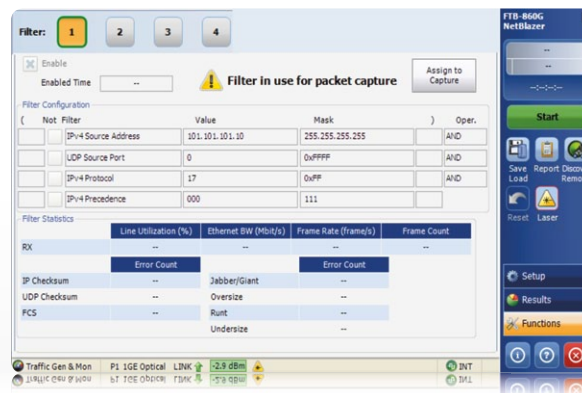 FTB-860G
NetBlazer
Filter: 1 2 3 4
Enable
Enabled Time --
Filter in use for packet capture
Assign to
Capture
Filter Configuration
( Not Filter Value Mask ) Oper.
IPv4 Source Address 101.101.101.10 255.255.255.255 AND
UDP Source Port 0 0xFFFF AND
IPv4 Protocol 17 0xFF AND
IPv4 Precedence 000 111
Filter Statistics
Line Utilization (%) Ethernet BW (Mbit/s) Frame Rate (frame/s) Frame Count
RX -- -- -- --
Error Count Error Count
IP Checksum -- Jabber/Giant --
UDP Checksum -- Oversize --
FCS -- Runt --
Undersize --
--
--
--:--:--
Start
Save
Load
Report
Discov
Remo
Reset Laser
Setup
Results
Functions
Traffic Gen & Mon P1 1GE Optical LINK -2.9 dBm INT